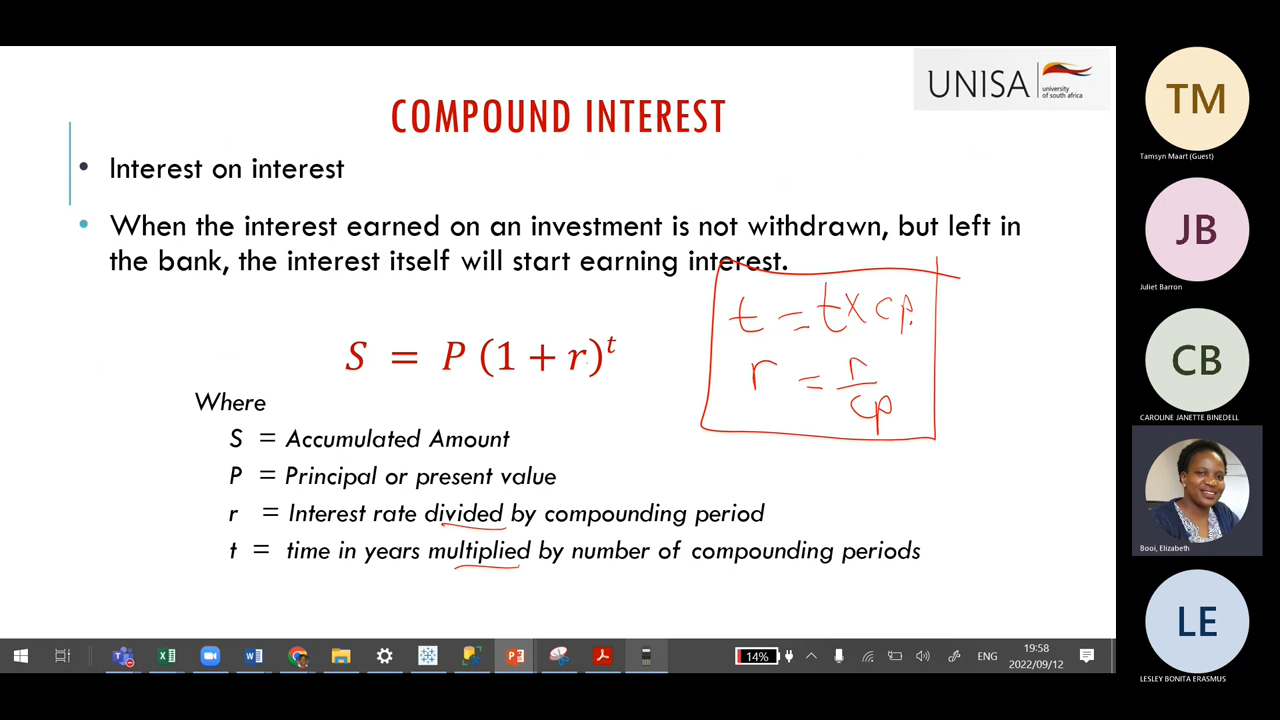 UNISA
university
of south africa
COMPOUND INTEREST
• Interest on interest
• When the interest earned on an investment is not withdrawn, but left in
the bank, the interest itself will start earning interest.
t = t x cp.
S = P (1 + r)^t
r = r/cp
Where
S = Accumulated Amount
P = Principal or present value
r = Interest rate divided by compounding period
t = time in years multiplied by number of compounding periods
TM
Tamsyn Maart (Guest)
JB
Juliet Barron
CB
CAROLINE JANETTE BINEDELL
Booi, Elizabeth
LE
LESLEY BONITA ERASMUS
14%
ENG
19:58
2022/09/12